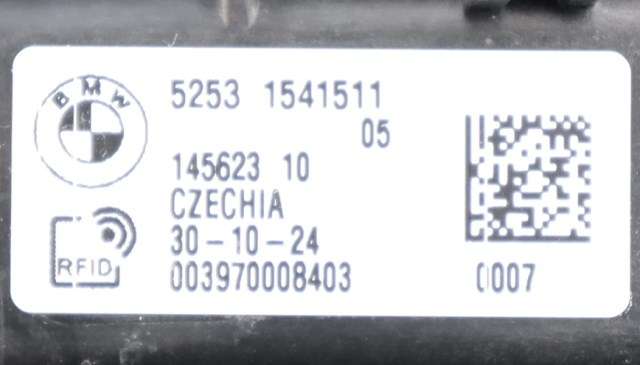 BMW
5253 1541511
05
145623 10
CZECHIA
30-10-24
RFID
003970008403
0007